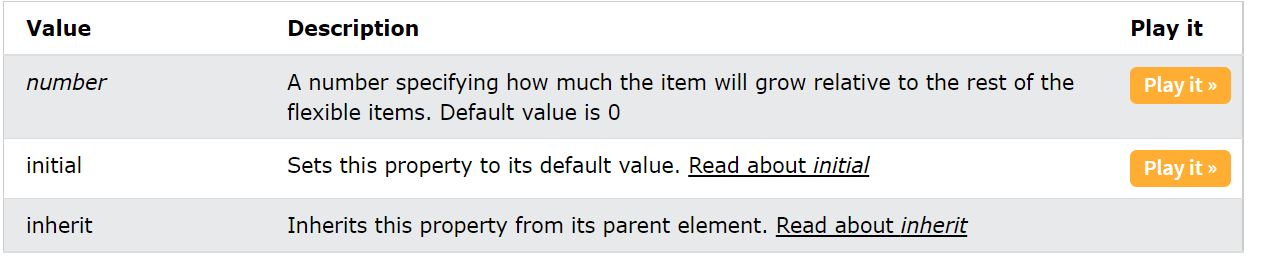 Value Description Play it
number A number specifying how much the item will grow relative to the rest of the Play it »
flexible items. Default value is 0
initial Sets this property to its default value. Read about initial Play it »
inherit Inherits this property from its parent element. Read about inherit